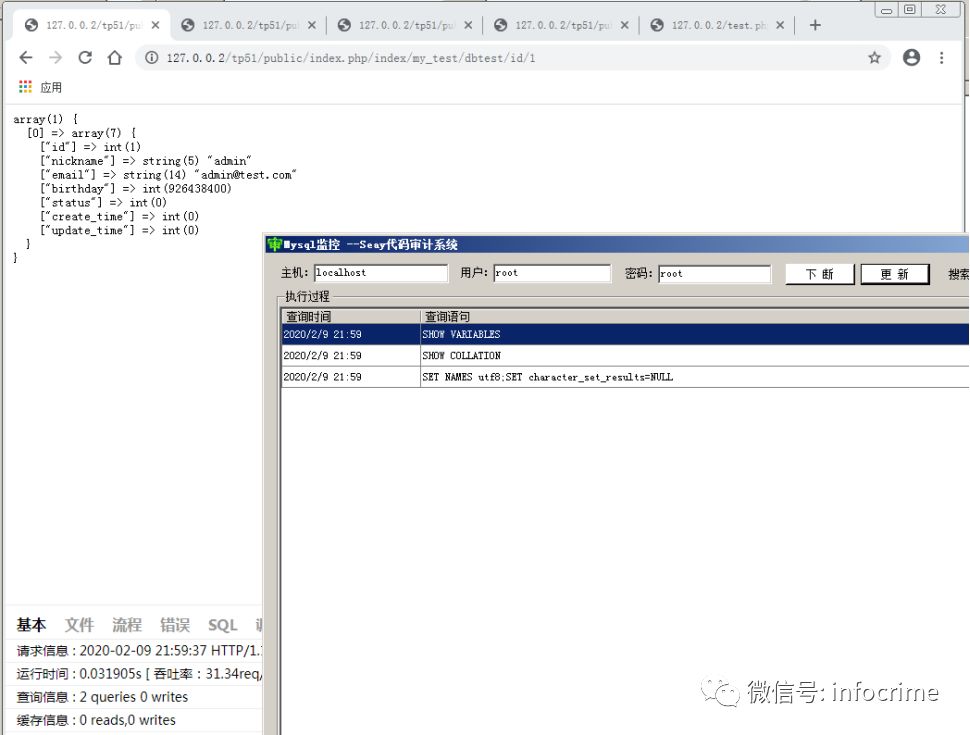 127.0.0.2/tp51/pu 127.0.0.2/tp51/pu 127.0.0.2/tp51/pu 127.0.0.2/tp51/pu 127.0.0.2/test.ph
127.0.0.2/tp51/public/index.php/index/my_test/dbtest/id/1
应用
array(1) {
[0] => array(7) {
["id"] => int(1)
["nickname"] => string(5) "admin"
["email"] => string(14) "admin@test.com"
["birthday"] => int(926438400)
["status"] => int(0)
["create_time"] => int(0)
["update_time"] => int(0)
}
}
Mysql监控 --Seay代码审计系统
主机: localhost 用户: root 密码: root 下 断 更 新 搜索
执行过程
查询时间 查询语句
2020/2/9 21:59 SHOW VARIABLES
2020/2/9 21:59 SHOW COLLATION
2020/2/9 21:59 SET NAMES utf8;SET character_set_results=NULL
基本 文件 流程 错误 SQL
请求信息 : 2020-02-09 21:59:37 HTTP/1.
运行时间 : 0.031905s [ 吞吐率 : 31.34req/
查询信息 : 2 queries 0 writes
缓存信息 : 0 reads,0 writes
微信号: infocrime